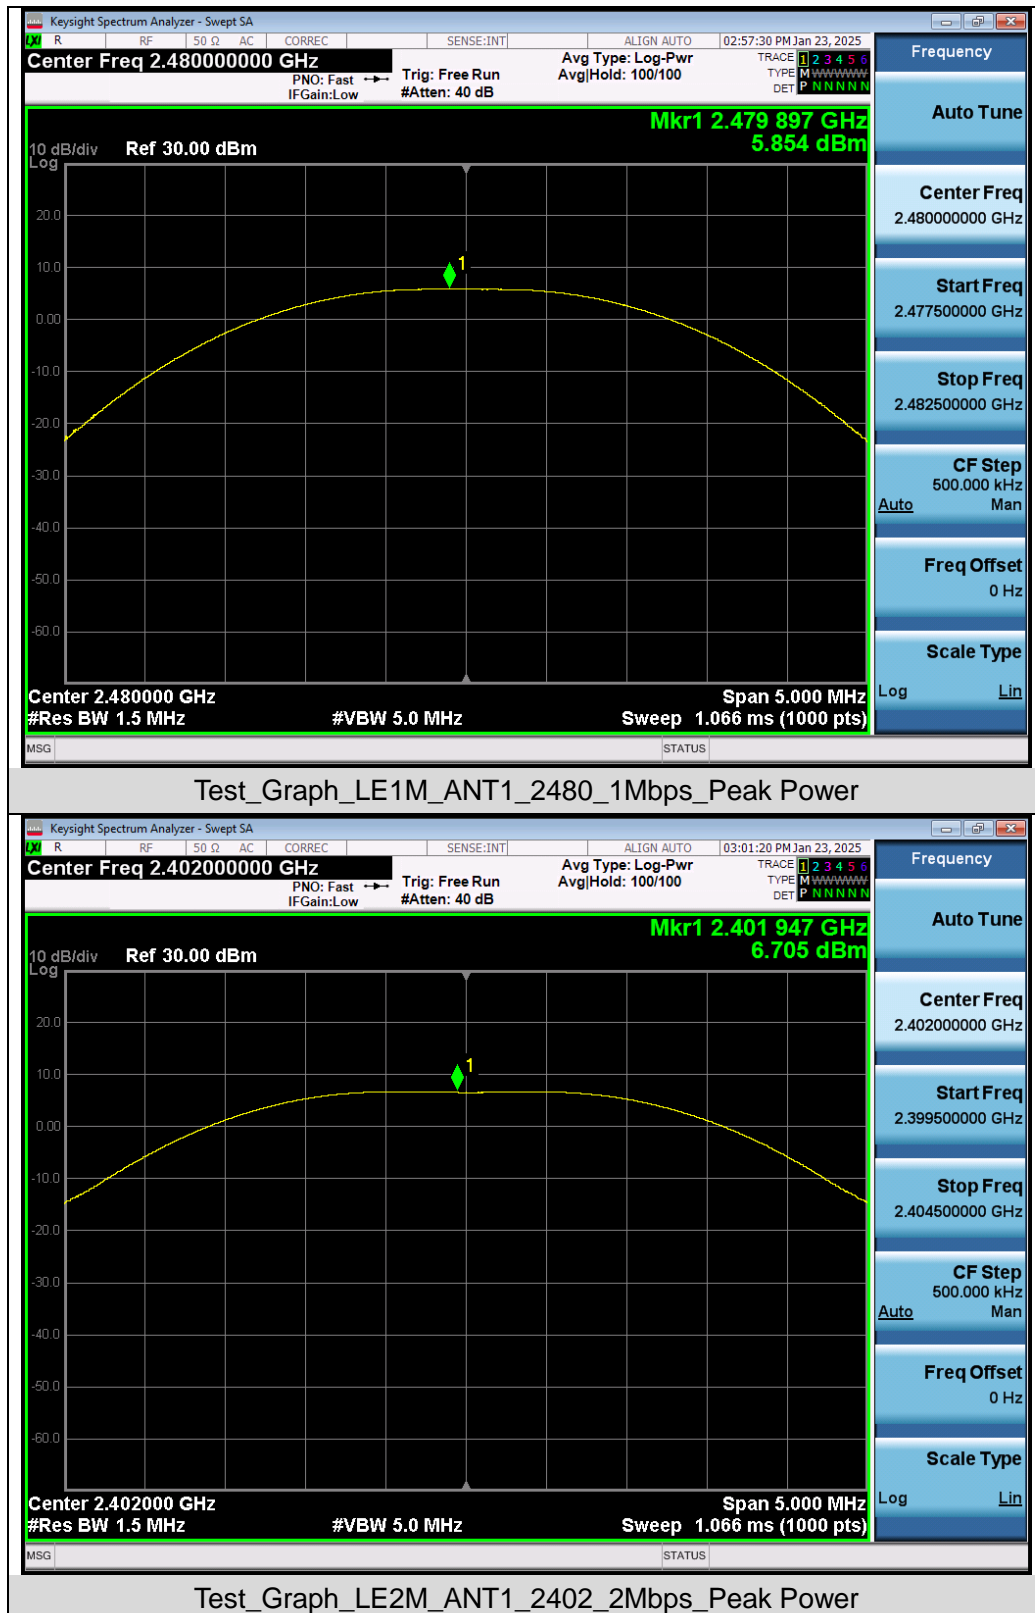 Keysight Spectrum Analyzer - Swept SA
LXI R RF 50 Ω AC CORREC SENSE:INT ALIGN AUTO 02:57:30 PM Jan 23, 2025
Center Freq 2.480000000 GHz
PNO: Fast
IFGain:Low
Trig: Free Run
#Atten: 40 dB
Avg Type: Log-Pwr
Avg|Hold: 100/100
TRACE 1 2 3 4 5 6
TYPE M W W W W W
DET P N N N N N
Mkr1 2.479 897 GHz
5.854 dBm
10 dB/div Ref 30.00 dBm
Log
20.0
10.0
0.00
-10.0
-20.0
-30.0
-40.0
-50.0
-60.0
1
Center 2.480000 GHz Span 5.000 MHz
#Res BW 1.5 MHz #VBW 5.0 MHz Sweep 1.066 ms (1000 pts)
MSG STATUS
Frequency
Auto Tune
Center Freq
2.480000000 GHz
Start Freq
2.477500000 GHz
Stop Freq
2.482500000 GHz
CF Step
500.000 kHz
Auto Man
Freq Offset
0 Hz
Scale Type
Log Lin
Test_Graph_LE1M_ANT1_2480_1Mbps_Peak Power
Keysight Spectrum Analyzer - Swept SA
LXI R RF 50 Ω AC CORREC SENSE:INT ALIGN AUTO 03:01:20 PM Jan 23, 2025
Center Freq 2.402000000 GHz
PNO: Fast
IFGain:Low
Trig: Free Run
#Atten: 40 dB
Avg Type: Log-Pwr
Avg|Hold: 100/100
TRACE 1 2 3 4 5 6
TYPE M W W W W W
DET P N N N N N
Mkr1 2.401 947 GHz
6.705 dBm
10 dB/div Ref 30.00 dBm
Log
20.0
10.0
0.00
-10.0
-20.0
-30.0
-40.0
-50.0
-60.0
1
Center 2.402000 GHz Span 5.000 MHz
#Res BW 1.5 MHz #VBW 5.0 MHz Sweep 1.066 ms (1000 pts)
MSG STATUS
Frequency
Auto Tune
Center Freq
2.402000000 GHz
Start Freq
2.399500000 GHz
Stop Freq
2.404500000 GHz
CF Step
500.000 kHz
Auto Man
Freq Offset
0 Hz
Scale Type
Log Lin
Test_Graph_LE2M_ANT1_2402_2Mbps_Peak Power